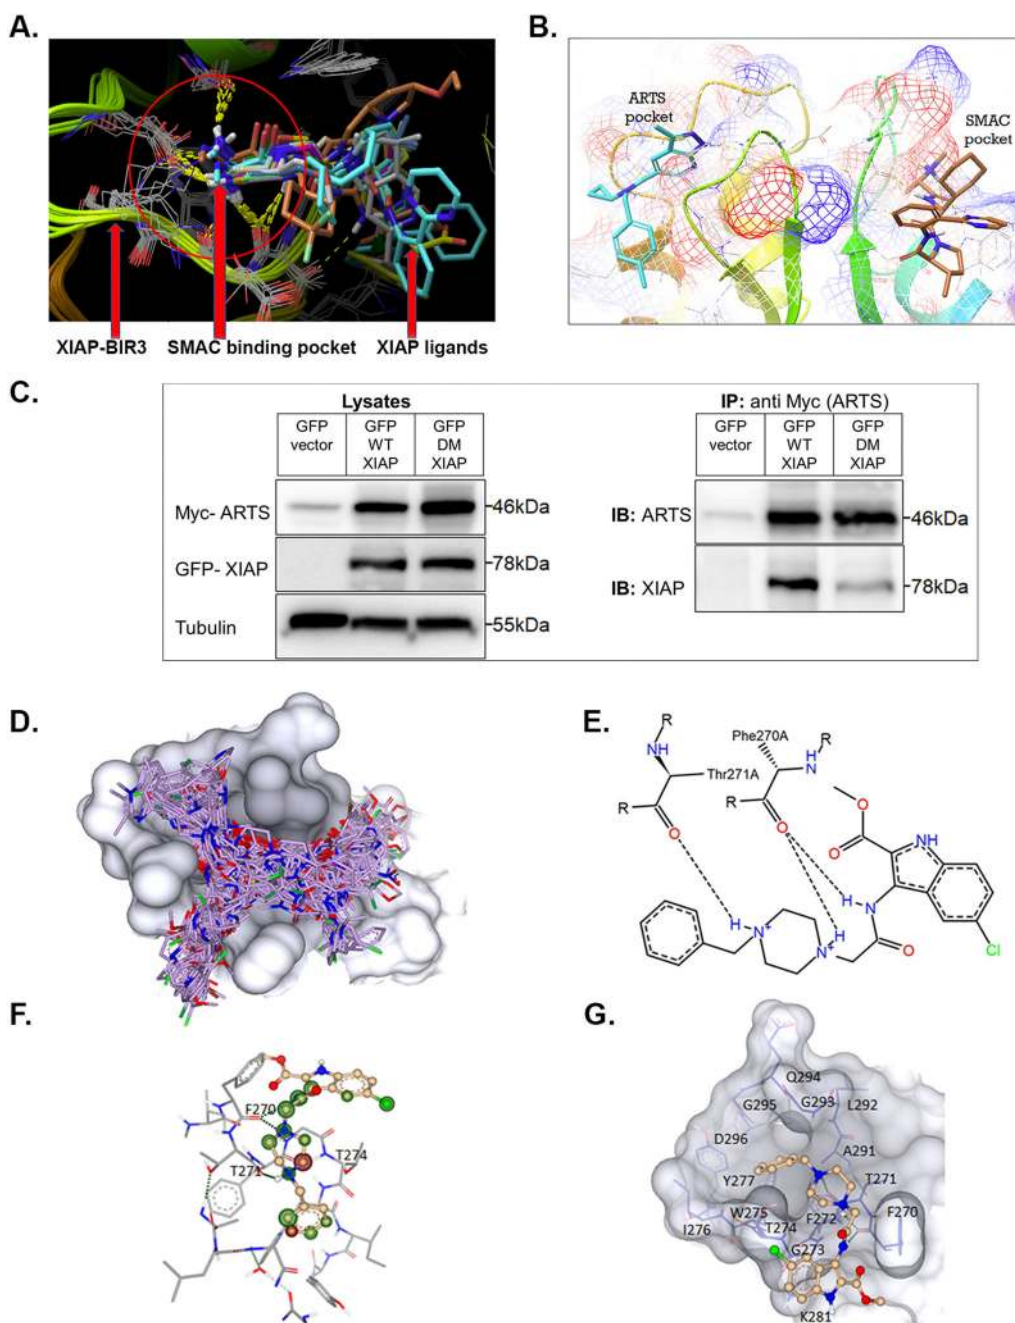 A.
B.
ARTS
pocket
SMAC
pocket
XIAP-BIR3 SMAC binding pocket XIAP ligands
C.
Lysates
GFP
vector
GFP
WT
XIAP
GFP
DM
XIAP
Myc- ARTS
-46kDa
GFP- XIAP
-78kDa
Tubulin
-55kDa
IP: anti Myc (ARTS)
GFP
vector
GFP
WT
XIAP
GFP
DM
XIAP
IB: ARTS
-46kDa
IB: XIAP
-78kDa
D.
E.
R
NH
Thr271A
R
O
Phe270A
R
H
N
R
O
O
O
NH
H
N
O
Cl
H
N+
H
N+
F.
F270
T271
T274
G.
Q294
G295
G293
L292
D296
A291
Y277
T271
W275
F272
F270
I276
T274
G273
K281